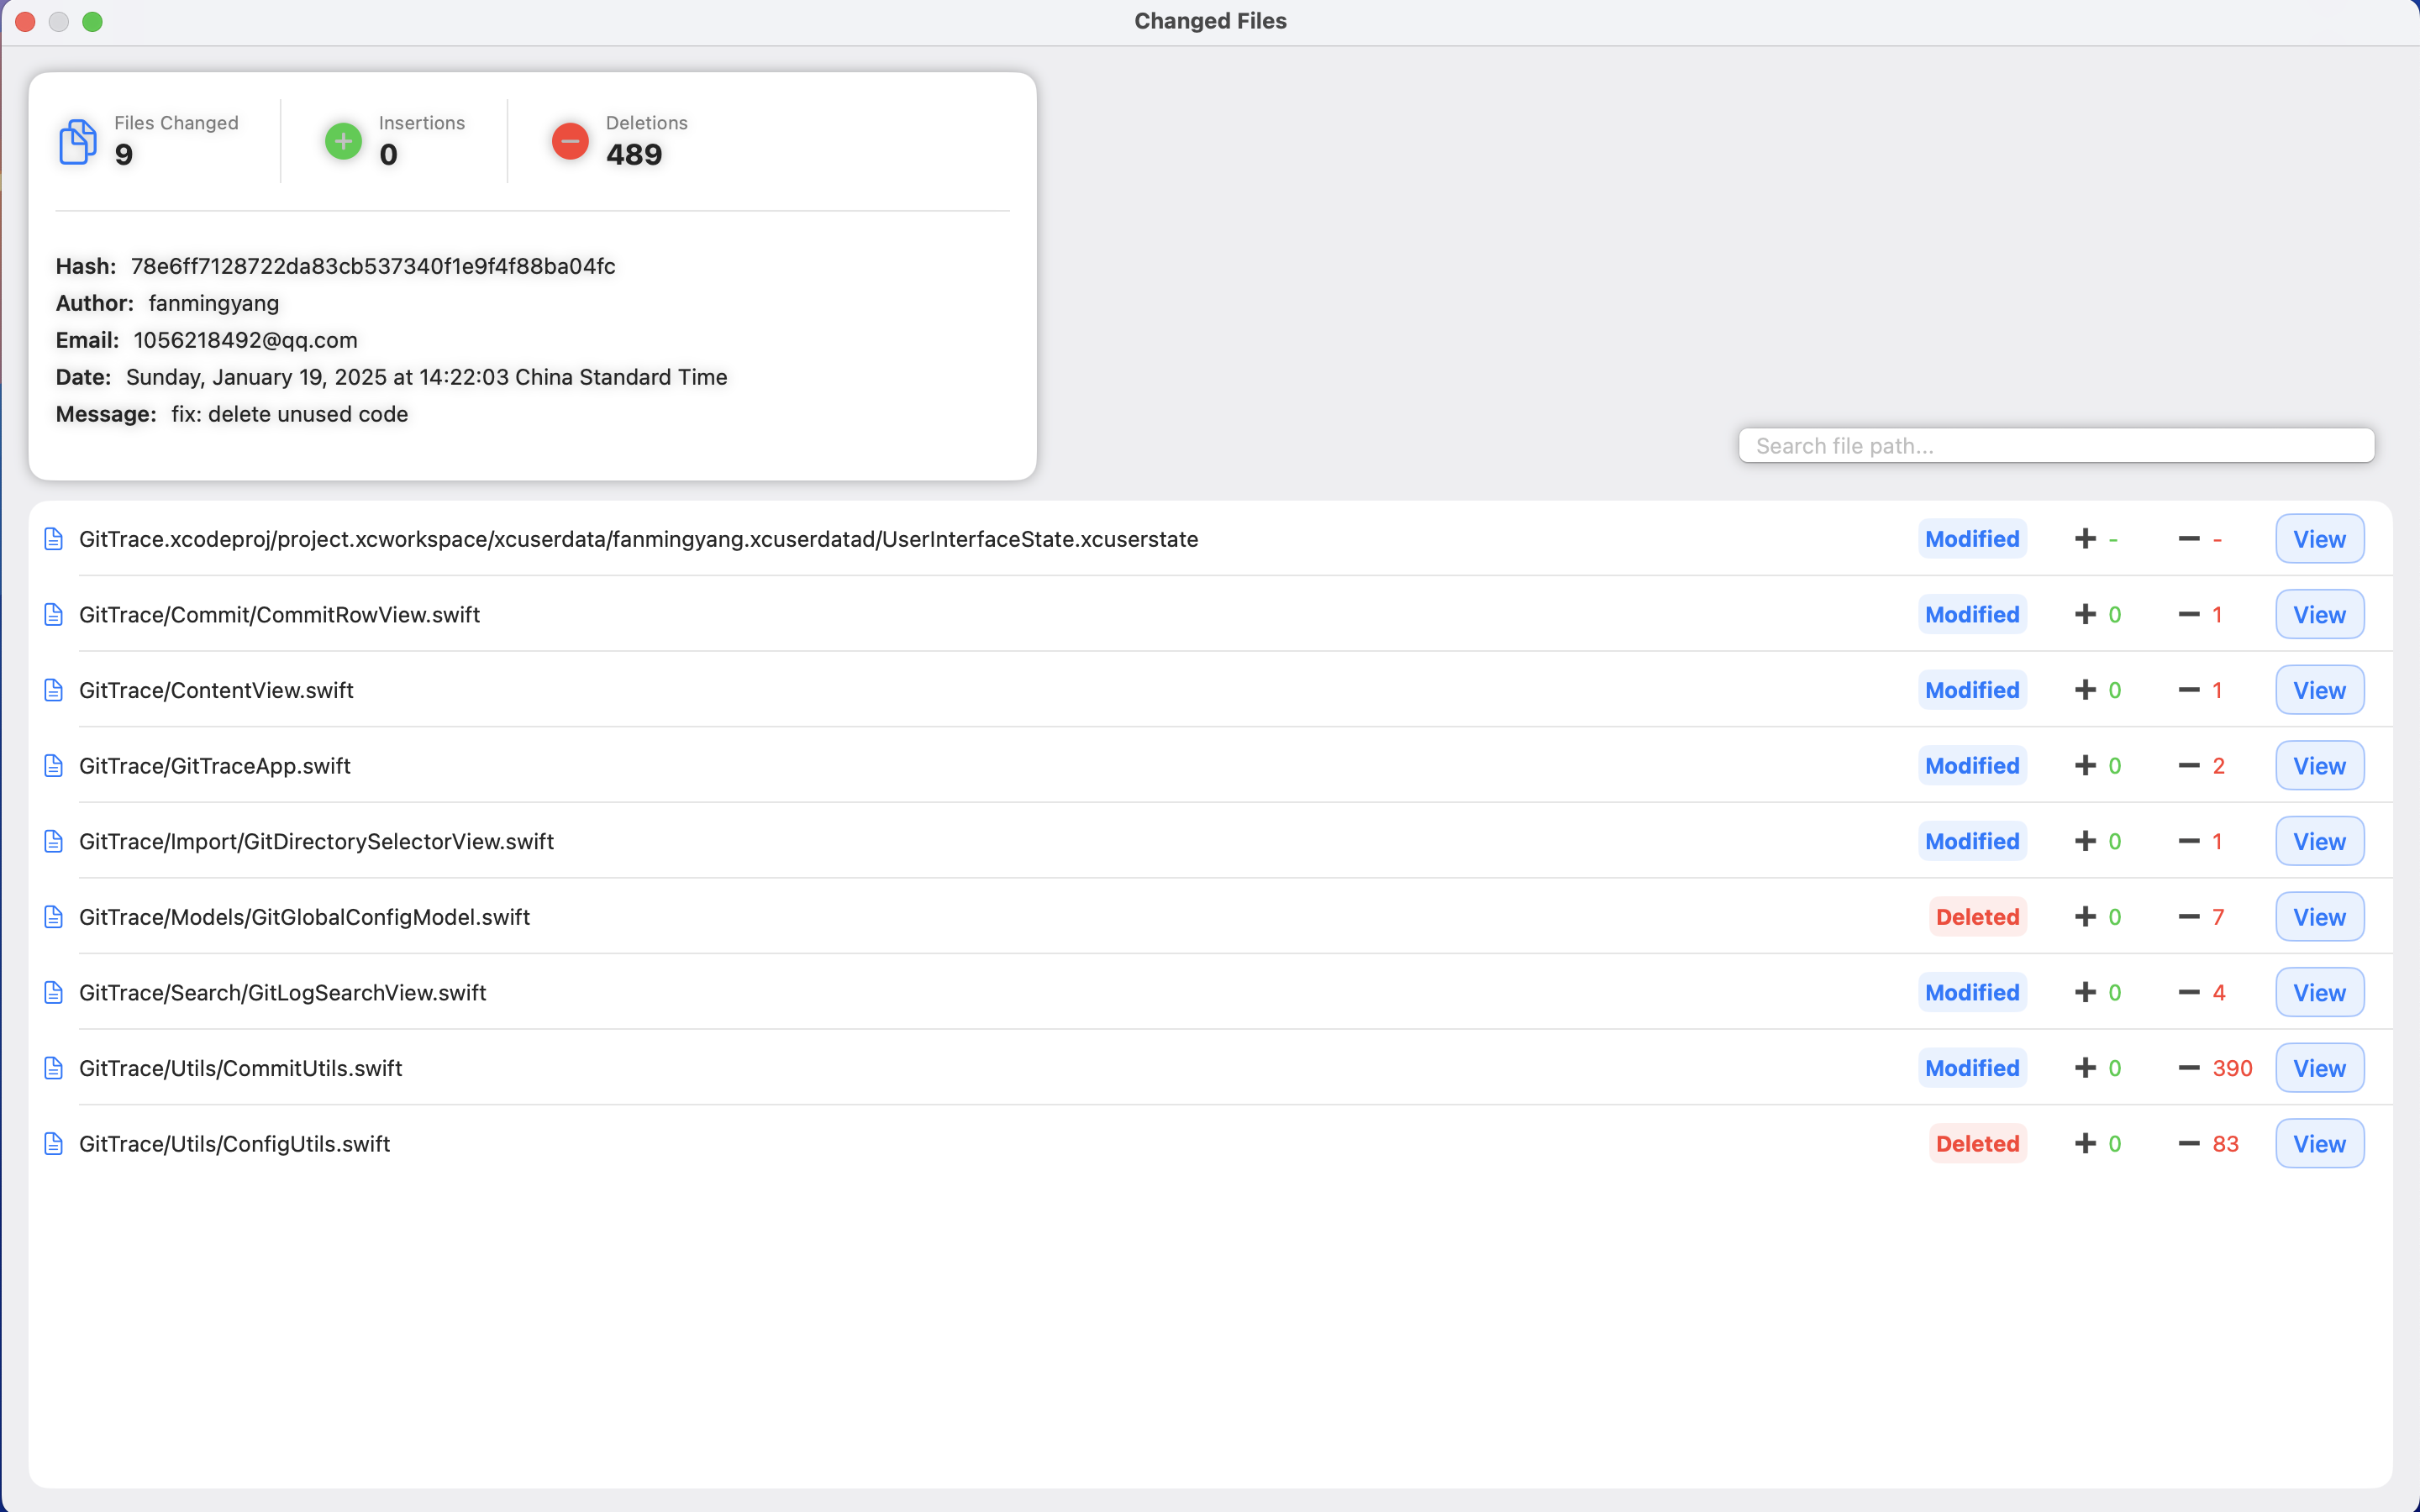 Changed Files
Files Changed
9
Insertions
0
Deletions
489
Hash: 78e6ff7128722da83cb537340f1e9f4f88ba04fc
Author: fanmingyang
Email: 1056218492@qq.com
Date: Sunday, January 19, 2025 at 14:22:03 China Standard Time
Message: fix: delete unused code
Search file path...
GitTrace.xcodeproj/project.xcworkspace/xcuserdata/fanmingyang.xcuserdatad/UserInterfaceState.xcuserstate Modified + - − - View
GitTrace/Commit/CommitRowView.swift Modified + 0 − 1 View
GitTrace/ContentView.swift Modified + 0 − 1 View
GitTrace/GitTraceApp.swift Modified + 0 − 2 View
GitTrace/Import/GitDirectorySelectorView.swift Modified + 0 − 1 View
GitTrace/Models/GitGlobalConfigModel.swift Deleted + 0 − 7 View
GitTrace/Search/GitLogSearchView.swift Modified + 0 − 4 View
GitTrace/Utils/CommitUtils.swift Modified + 0 − 390 View
GitTrace/Utils/ConfigUtils.swift Deleted + 0 − 83 View